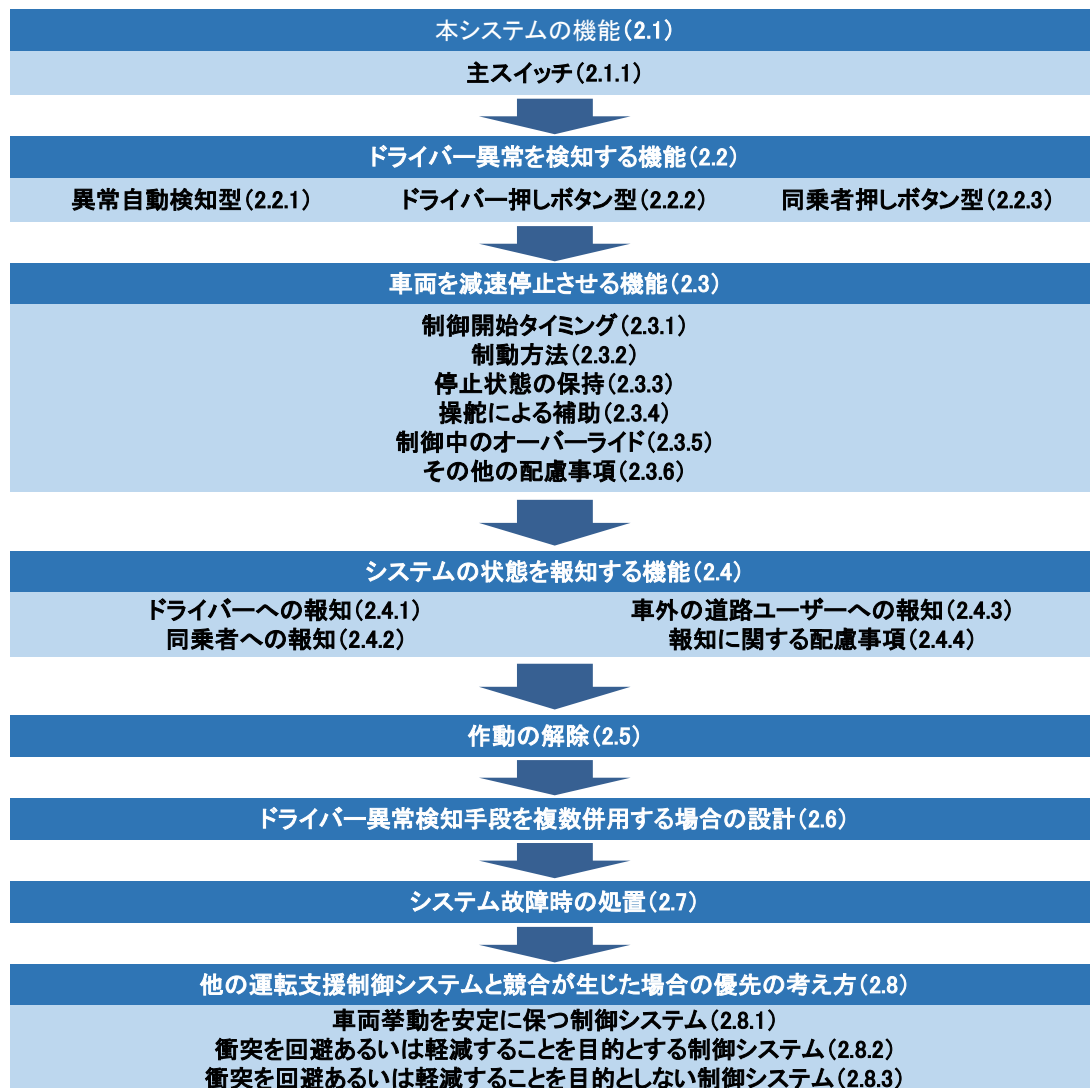 本システムの機能(2.1)
主スイッチ(2.1.1)
ドライバー異常を検知する機能(2.2)
異常自動検知型(2.2.1) ドライバー押しボタン型(2.2.2) 同乗者押しボタン型(2.2.3)
車両を減速停止させる機能(2.3)
制御開始タイミング(2.3.1)
制動方法(2.3.2)
停止状態の保持(2.3.3)
操舵による補助(2.3.4)
制御中のオーバーライド(2.3.5)
その他の配慮事項(2.3.6)
システムの状態を報知する機能(2.4)
ドライバーへの報知(2.4.1)
同乗者への報知(2.4.2)
車外の道路ユーザーへの報知(2.4.3)
報知に関する配慮事項(2.4.4)
作動の解除(2.5)
ドライバー異常検知手段を複数併用する場合の設計(2.6)
システム故障時の処置(2.7)
他の運転支援制御システムと競合が生じた場合の優先の考え方(2.8)
車両挙動を安定に保つ制御システム(2.8.1)
衝突を回避あるいは軽減することを目的とする制御システム(2.8.2)
衝突を回避あるいは軽減することを目的としない制御システム(2.8.3)